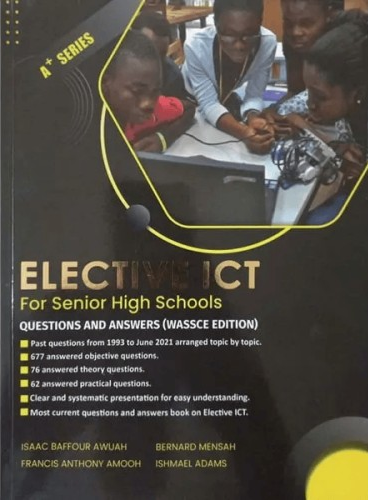 A+ SERIES
ELECTIVE ICT
For Senior High Schools
QUESTIONS AND ANSWERS (WASSCE EDITION)
Past questions from 1993 to June 2021 arranged topic by topic.
677 answered objective questions.
76 answered theory questions.
62 answered practical questions.
Clear and systematic presentation for easy understanding.
Most current questions and answers book on Elective ICT.
ISAAC BAFFOUR AWUAH BERNARD MENSAH
FRANCIS ANTHONY AMOOH ISHMAEL ADAMS